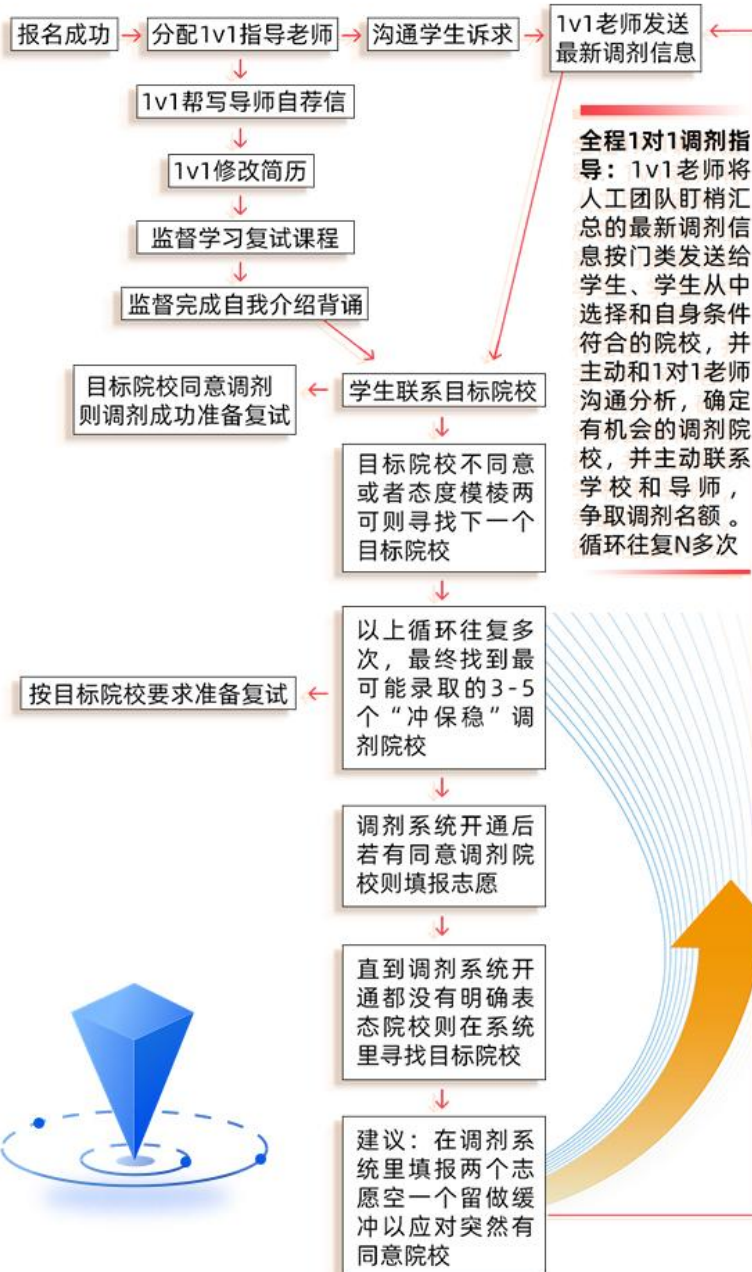 报名成功
分配1v1指导老师
沟通学生诉求
1v1老师发送
最新调剂信息
1v1帮写导师自荐信
1v1修改简历
监督学习复试课程
监督完成自我介绍背诵
全程1对1调剂指
导：1v1老师将
人工团队盯梢汇
总的最新调剂信
息按门类发送给
学生、学生从中
选择和自身条件
符合的院校，并
主动和1对1老师
沟通分析，确定
有机会的调剂院
校，并主动联系
学校和导师，
争取调剂名额。
循环往复N多次
目标院校同意调剂
则调剂成功准备复试
学生联系目标院校
目标院校不同意
或者态度模棱两
可则寻找下一个
目标院校
以上循环往复多
次，最终找到最
可能录取的3-5
个“冲保稳”调
剂院校
按目标院校要求准备复试
调剂系统开通后
若有同意调剂院
校则填报志愿
直到调剂系统开
通都没有明确表
态院校则在系统
里寻找目标院校
建议：在调剂系
统里填报两个志
愿空一个留做缓
冲以应对突然有
同意院校